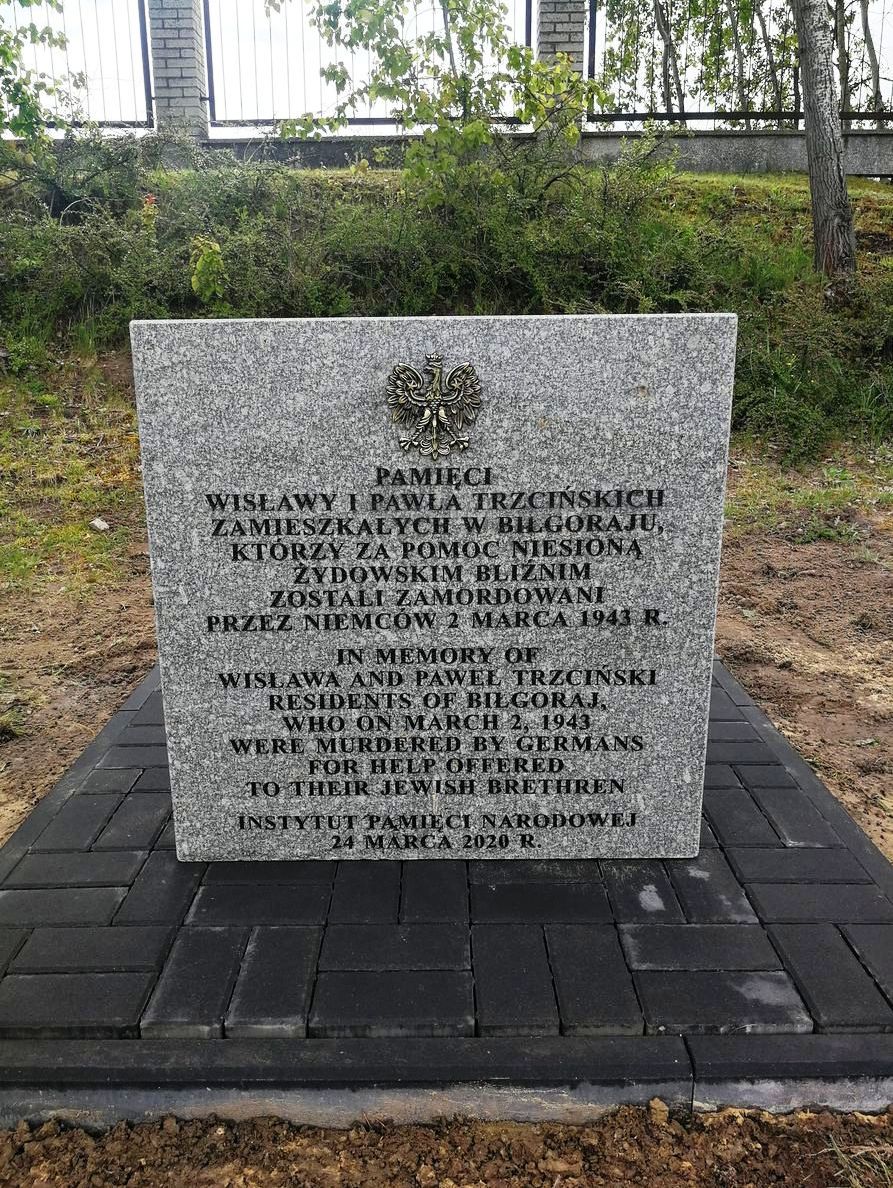 PAMIĘCI
WISŁAWY I PAWŁA TRZCIŃSKICH
ZAMIESZKAŁYCH W BIŁGORAJU,
KTÓRZY ZA POMOC NIESIONĄ
ŻYDOWSKIM BLIŹNIM
ZOSTALI ZAMORDOWANI
PRZEZ NIEMCÓW 2 MARCA 1943 R.
IN MEMORY OF
WISŁAWA AND PAWEŁ TRZCIŃSKI
RESIDENTS OF BIŁGORAJ,
WHO ON MARCH 2, 1943
WERE MURDERED BY GERMANS
FOR HELP OFFERED
TO THEIR JEWISH BRETHREN
INSTYTUT PAMIĘCI NARODOWEJ
24 MARCA 2020 R.